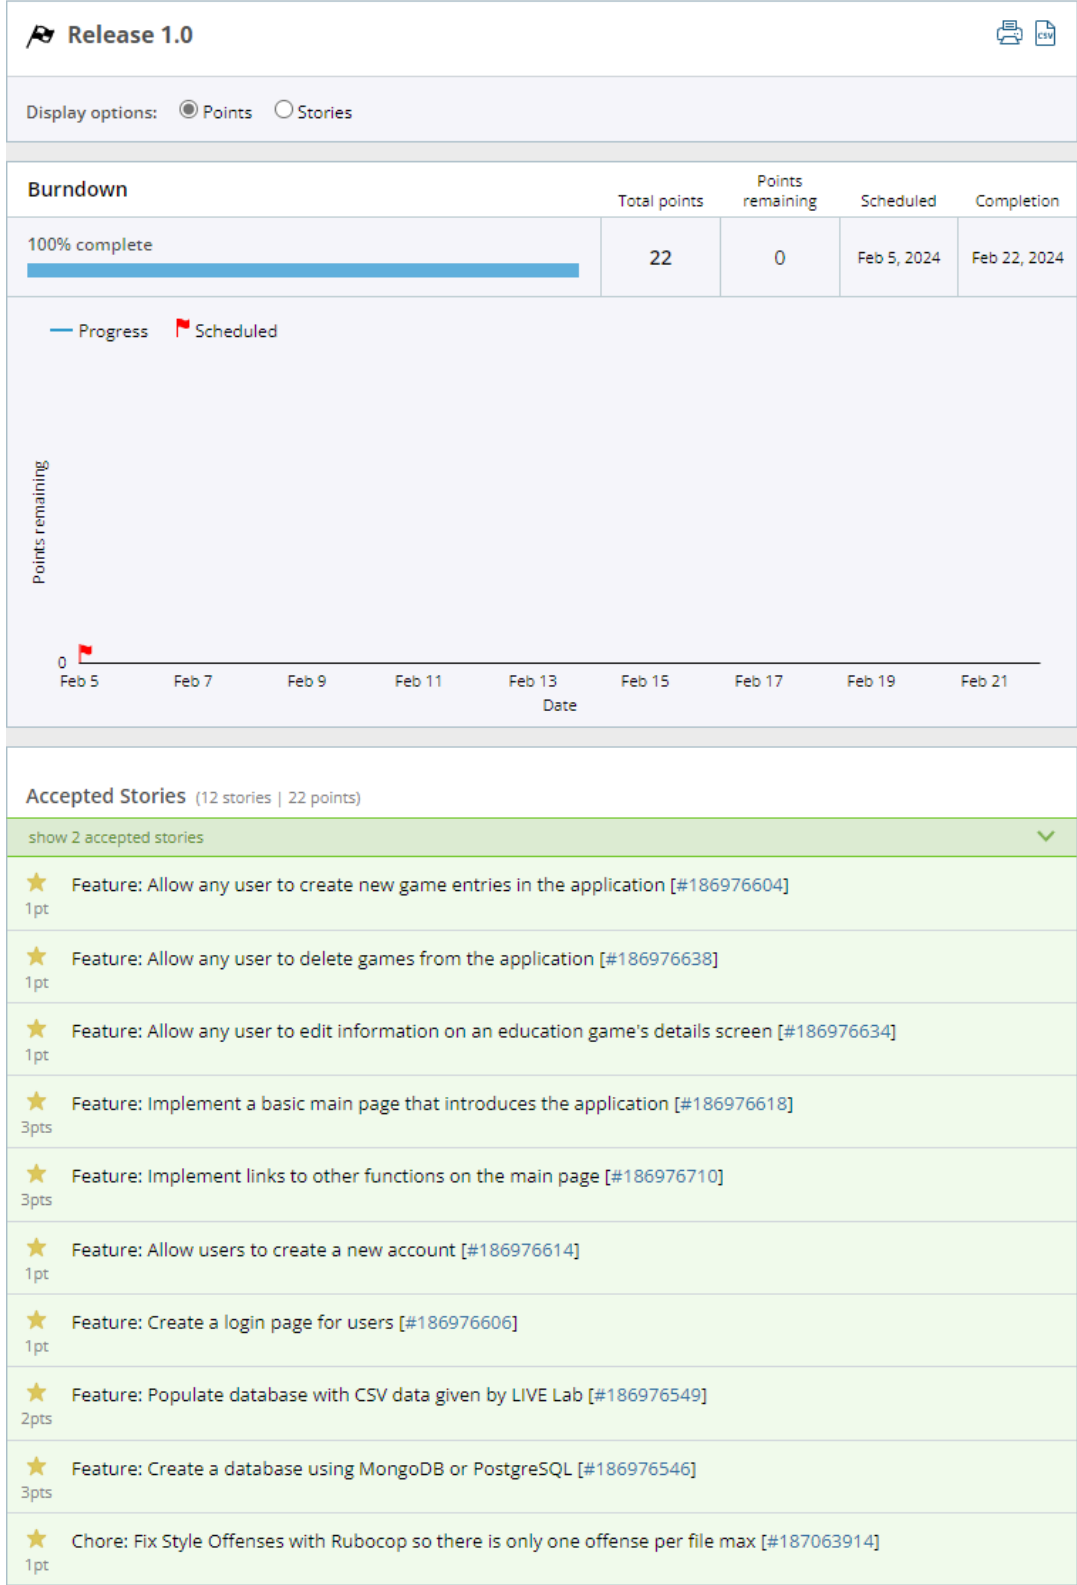 Release 1.0
CSV
Display options: Points Stories
Burndown
Total points
Points remaining
Scheduled
Completion
100% complete
22
0
Feb 5, 2024
Feb 22, 2024
Progress Scheduled
Points remaining
0
Feb 5 Feb 7 Feb 9 Feb 11 Feb 13 Feb 15 Feb 17 Feb 19 Feb 21
Date
Accepted Stories (12 stories | 22 points)
show 2 accepted stories
Feature: Allow any user to create new game entries in the application [#186976604]
1pt
Feature: Allow any user to delete games from the application [#186976638]
1pt
Feature: Allow any user to edit information on an education game's details screen [#186976634]
1pt
Feature: Implement a basic main page that introduces the application [#186976618]
3pts
Feature: Implement links to other functions on the main page [#186976710]
3pts
Feature: Allow users to create a new account [#186976614]
1pt
Feature: Create a login page for users [#186976606]
1pt
Feature: Populate database with CSV data given by LIVE Lab [#186976549]
2pts
Feature: Create a database using MongoDB or PostgreSQL [#186976546]
3pts
Chore: Fix Style Offenses with Rubocop so there is only one offense per file max [#187063914]
1pt